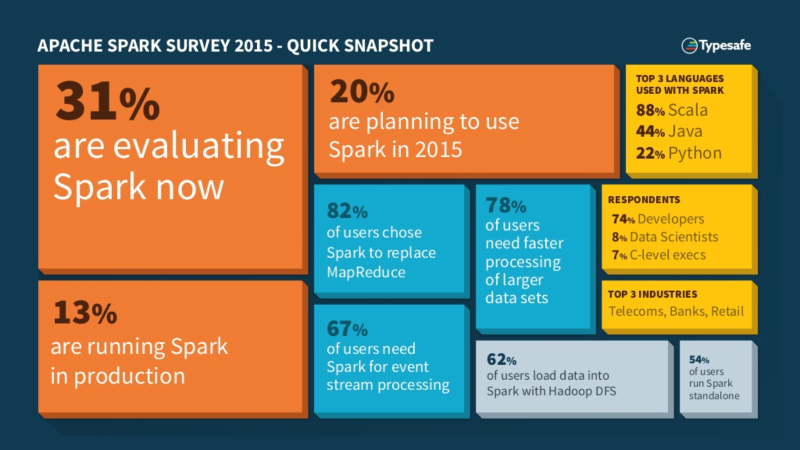 APACHE SPARK SURVEY 2015 - QUICK SNAPSHOT
Typesafe
31%
are evaluating
Spark now
20%
are planning to use
Spark in 2015
TOP 3 LANGUAGES
USED WITH SPARK
88% Scala
44% Java
22% Python
82%
of users chose
Spark to replace
MapReduce
78%
of users
need faster
processing
of larger
data sets
RESPONDENTS
74% Developers
8% Data Scientists
7% C-level execs
13%
are running Spark
in production
67%
of users need
Spark for event
stream processing
TOP 3 INDUSTRIES
Telecoms, Banks, Retail
62%
of users load data into
Spark with Hadoop DFS
54%
of users
run Spark
standalone